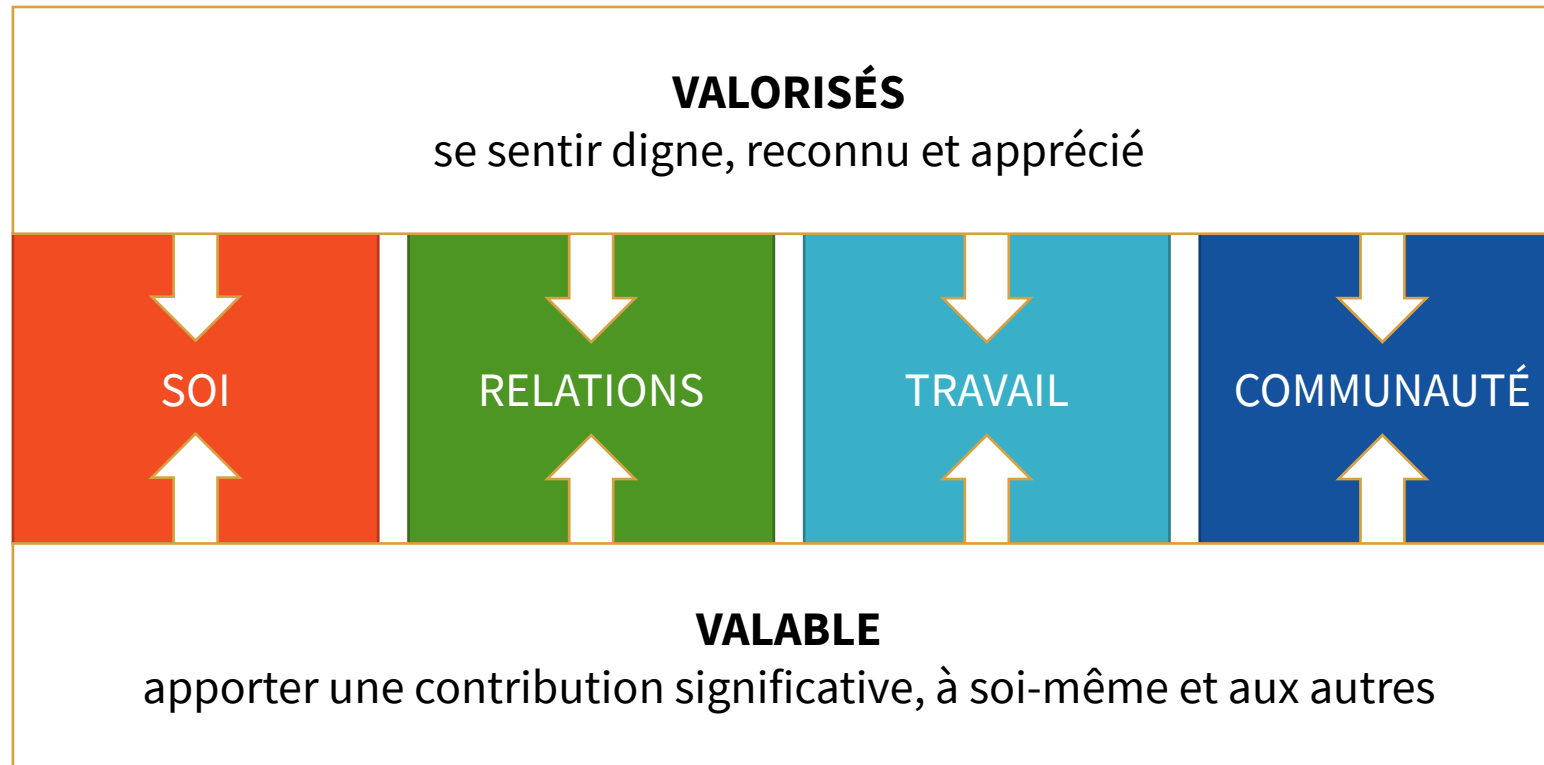 VALORISÉS
se sentir digne, reconnu et apprécié
SOI
RELATIONS
TRAVAIL
COMMUNAUTÉ
VALABLE
apporter une contribution significative, à soi-même et aux autres